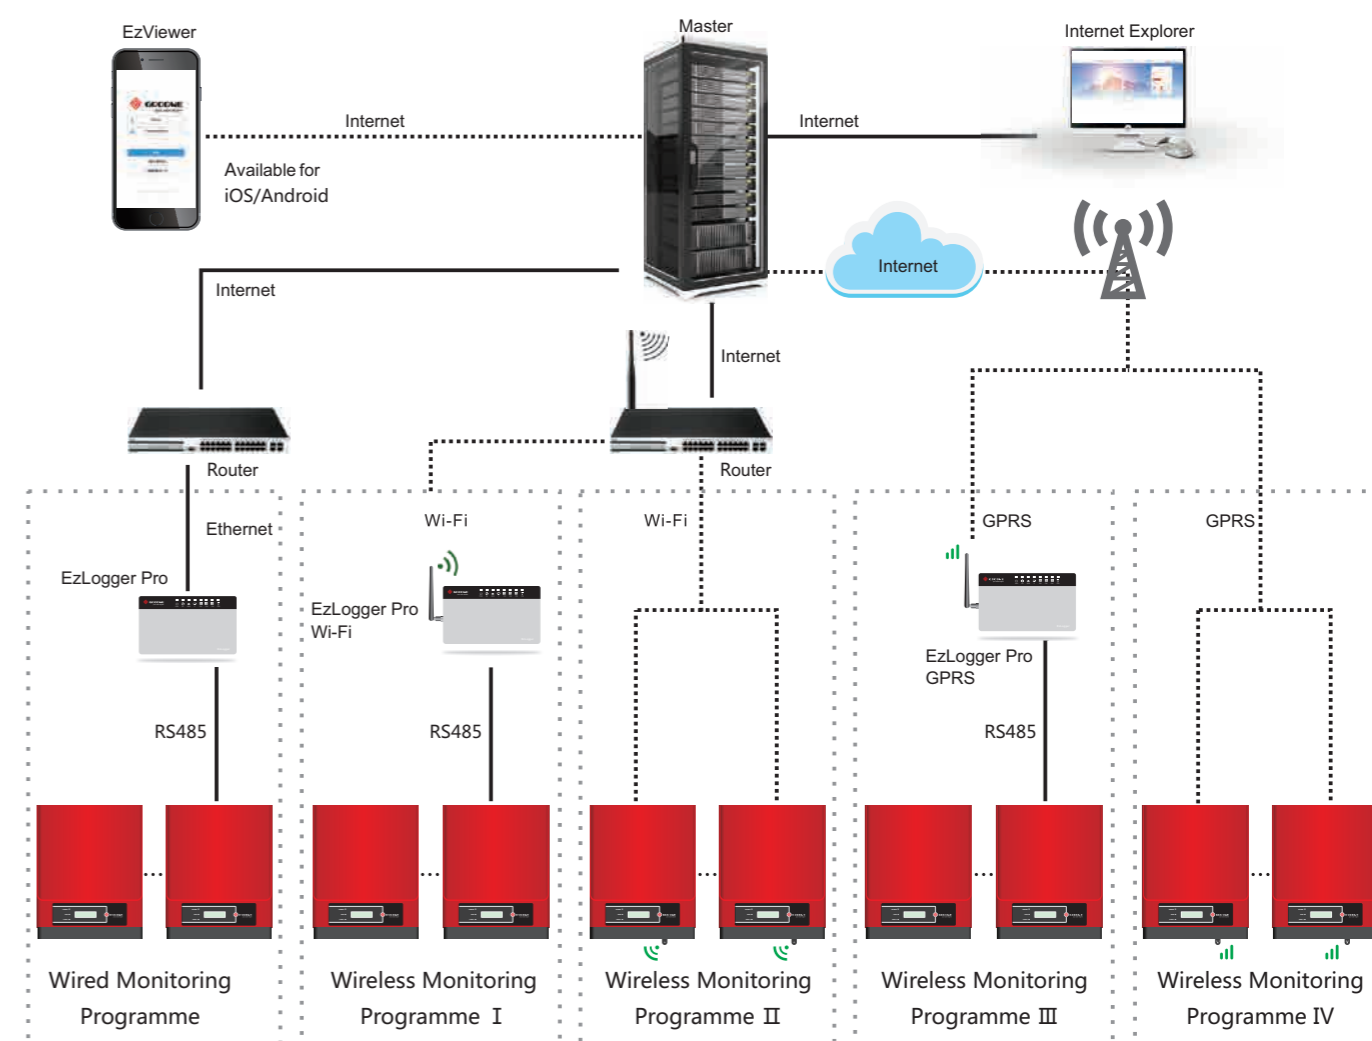 EzViewer
Master
Internet Explorer
GOODWE
Internet
Internet
Available for
iOS/Android
Internet
Internet
Internet
Router
Router
Ethernet
Wi-Fi
Wi-Fi
GPRS
GPRS
EzLogger Pro
EzLogger Pro
Wi-Fi
EzLogger Pro
GPRS
RS485
RS485
RS485
Wired Monitoring
Programme
Wireless Monitoring
Programme Ⅰ
Wireless Monitoring
Programme Ⅱ
Wireless Monitoring
Programme Ⅲ
Wireless Monitoring
Programme IV